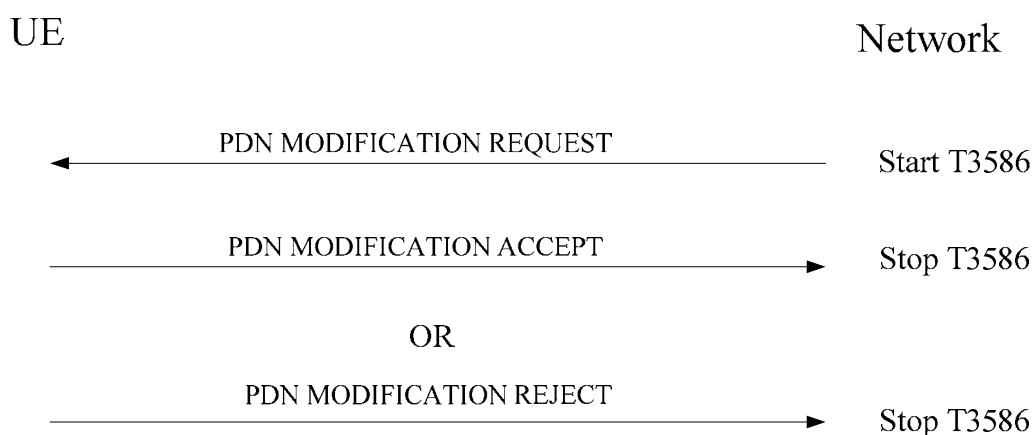 UE
Network
PDN MODIFICATION REQUEST
Start T3586
PDN MODIFICATION ACCEPT
Stop T3586
OR
PDN MODIFICATION REJECT
Stop T3586